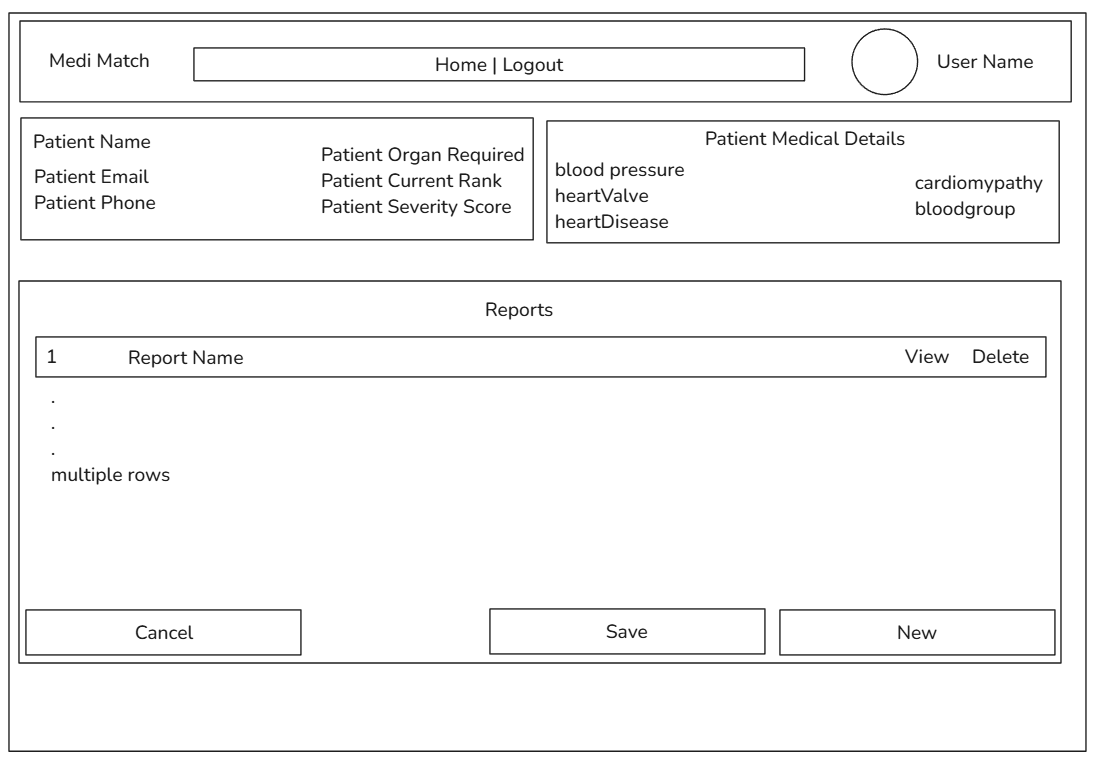 Medi Match
Home | Logout
User Name
Patient Name
Patient Email
Patient Phone
Patient Organ Required
Patient Current Rank
Patient Severity Score
Patient Medical Details
blood pressure
heartValve
heartDisease
cardiomypathy
bloodgroup
Reports
1 Report Name View Delete
.
.
.
multiple rows
Cancel
Save
New